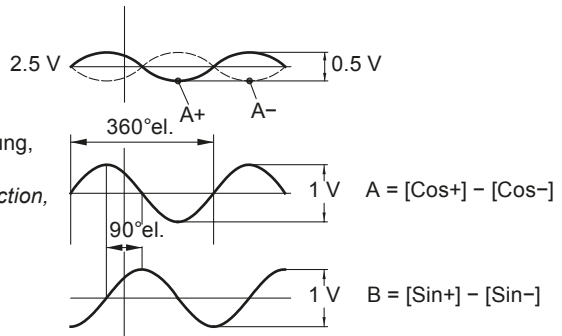 2.5 V
0.5 V
A+
A−
360°el.
ung,
ction,
1 V
A = [Cos+] − [Cos−]
90°el.
1 V
B = [Sin+] − [Sin−]